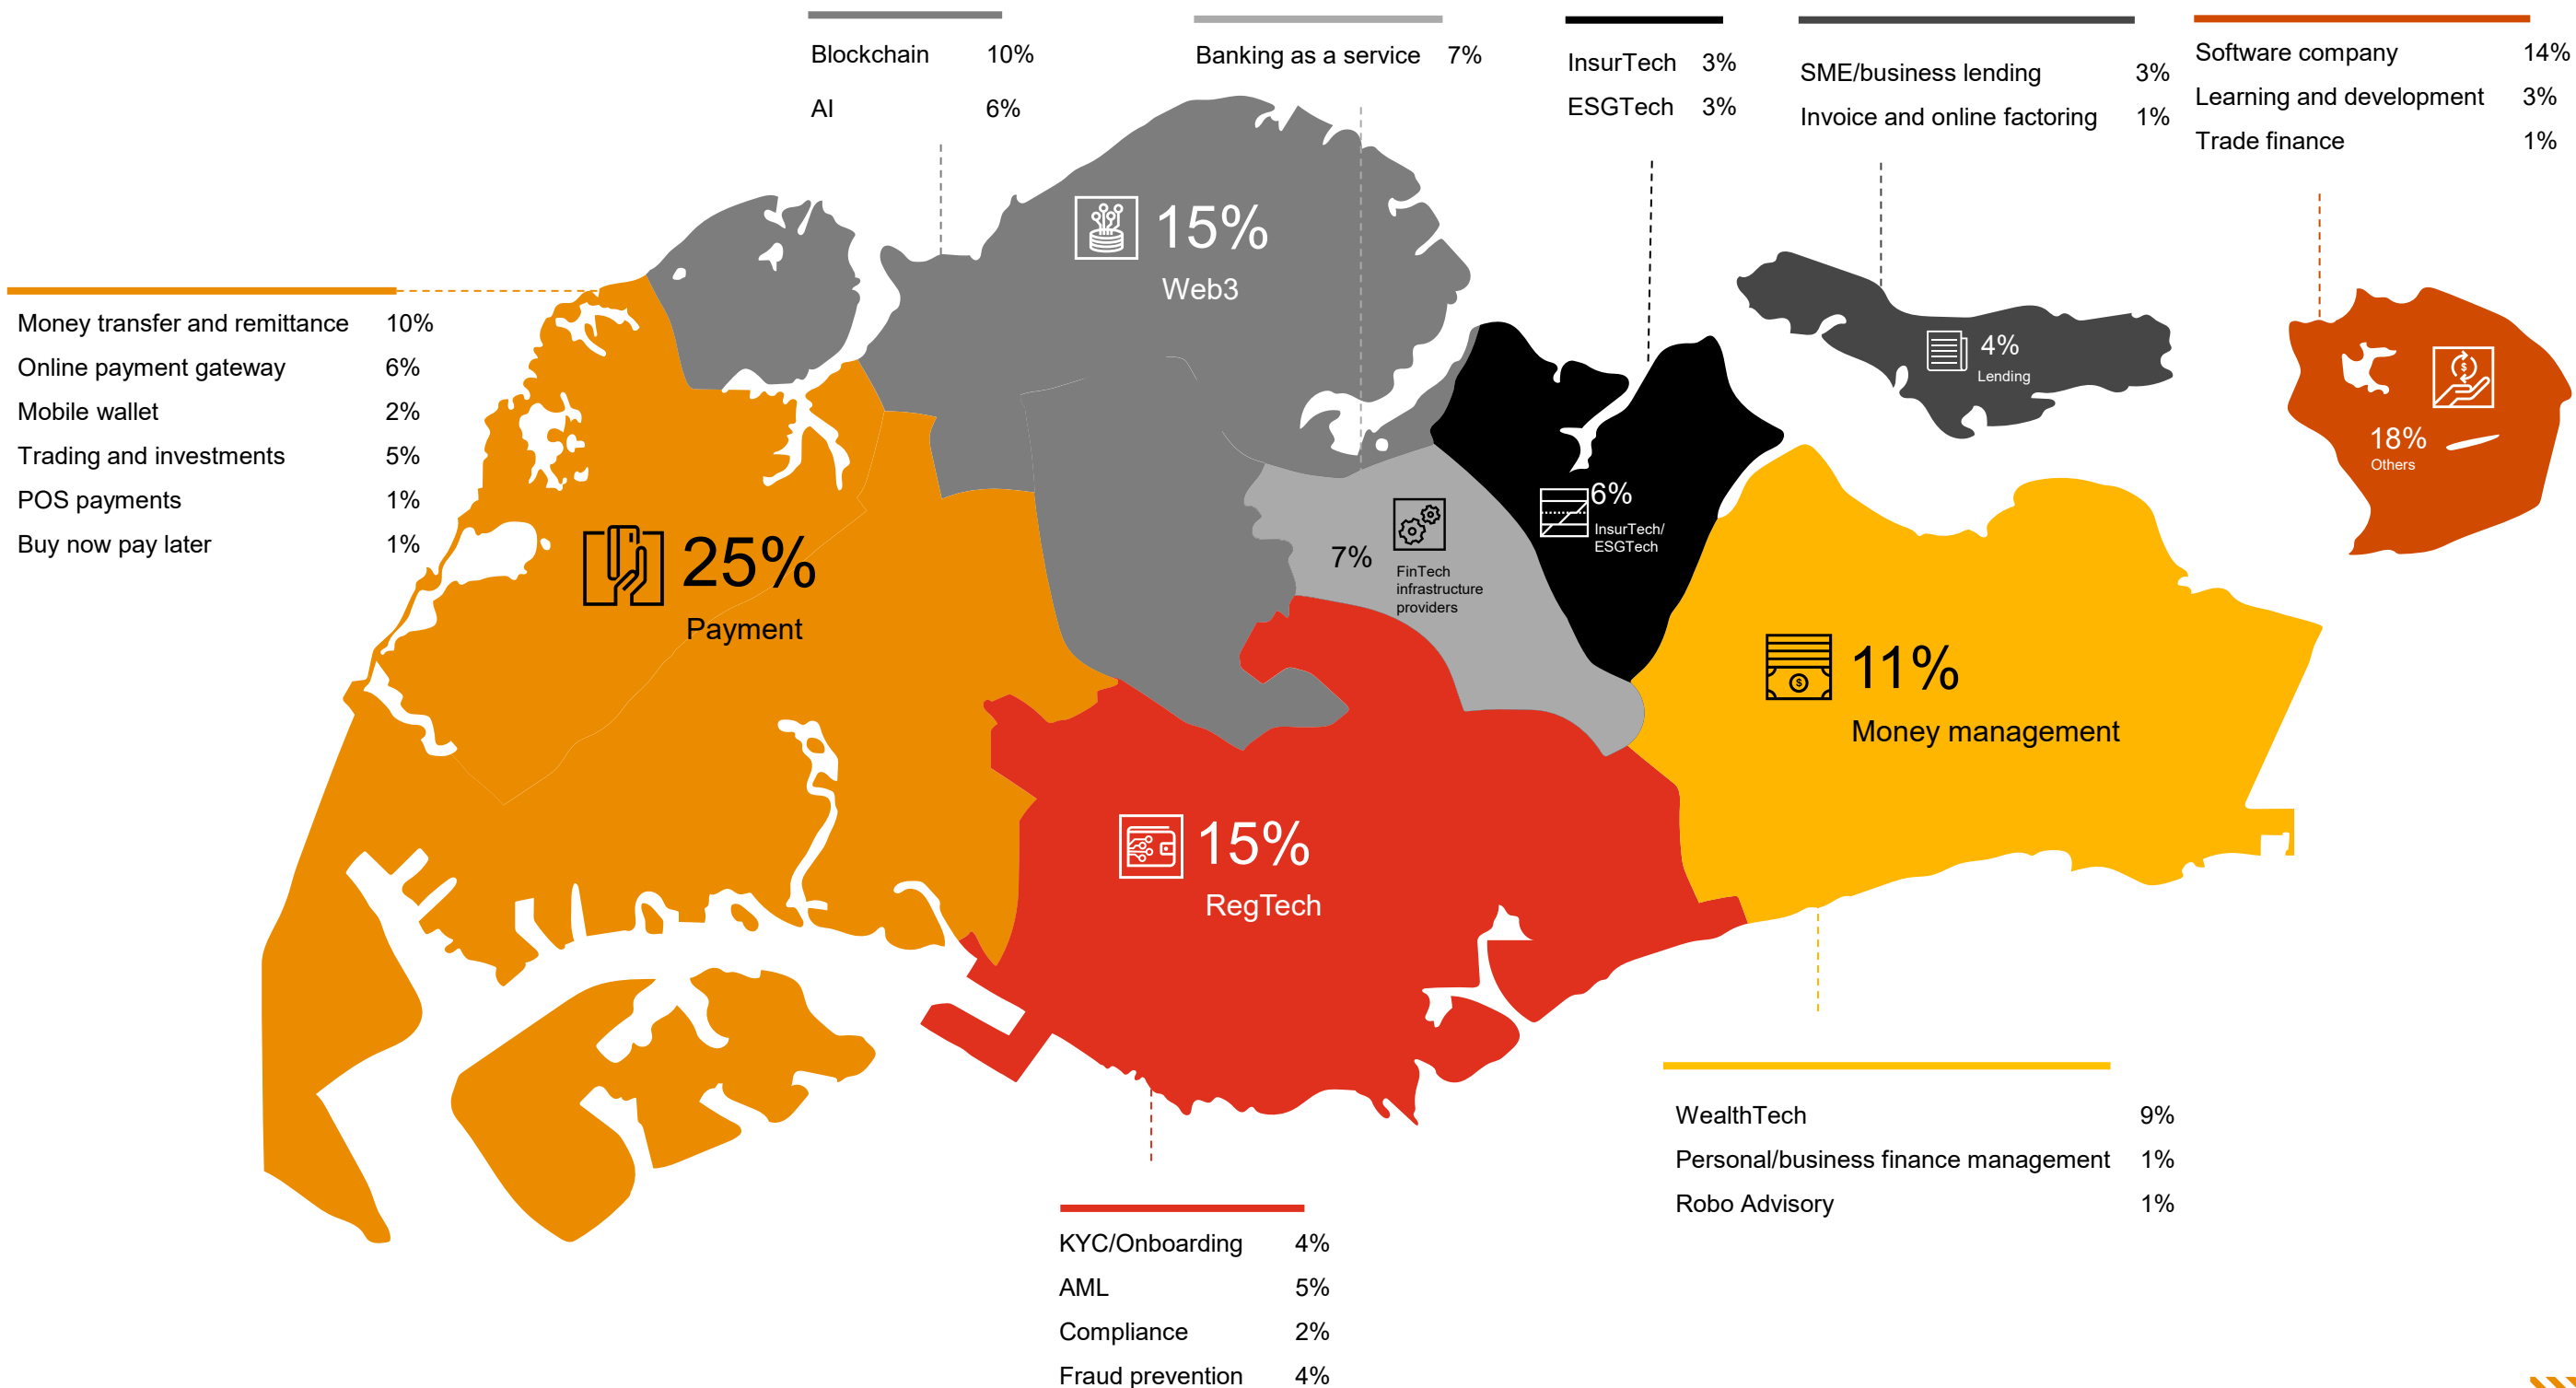 Blockchain 10%
AI 6%
Banking as a service 7%
InsurTech 3%
ESGTech 3%
SME/business lending 3%
Invoice and online factoring 1%
Software company 14%
Learning and development 3%
Trade finance 1%
Money transfer and remittance 10%
Online payment gateway 6%
Mobile wallet 2%
Trading and investments 5%
POS payments 1%
Buy now pay later 1%
15%
Web3
4%
Lending
18%
Others
6%
InsurTech/
ESGTech
7%
FinTech
infrastructure
providers
25%
Payment
11%
Money management
15%
RegTech
WealthTech 9%
Personal/business finance management 1%
Robo Advisory 1%
KYC/Onboarding 4%
AML 5%
Compliance 2%
Fraud prevention 4%